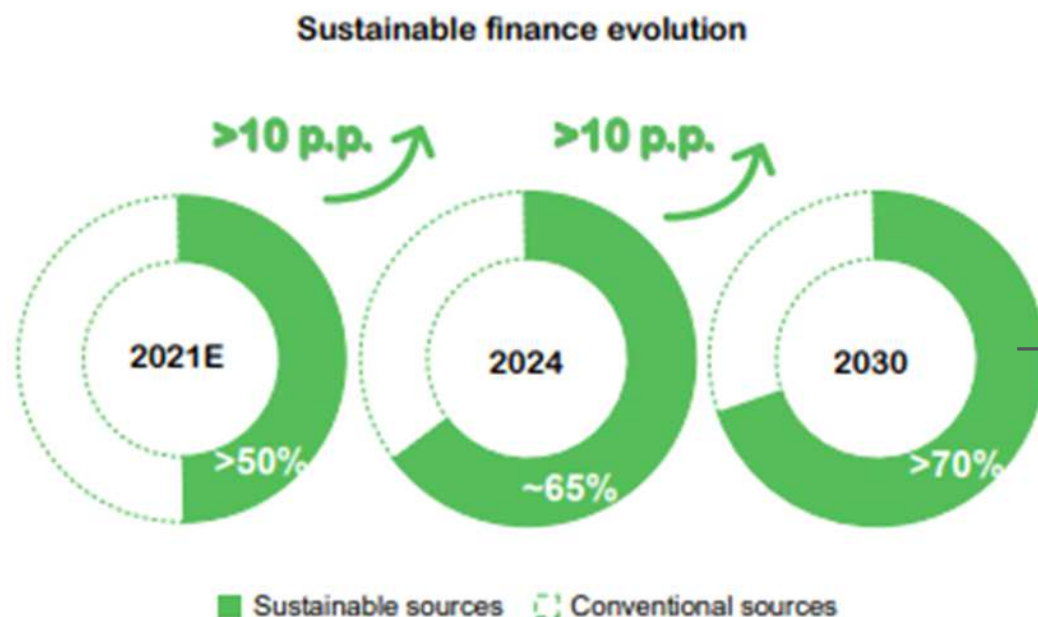 Sustainable finance evolution
>10 p.p.
>10 p.p.
2021E
2024
2030
>50%
~65%
>70%
Sustainable sources
Conventional sources